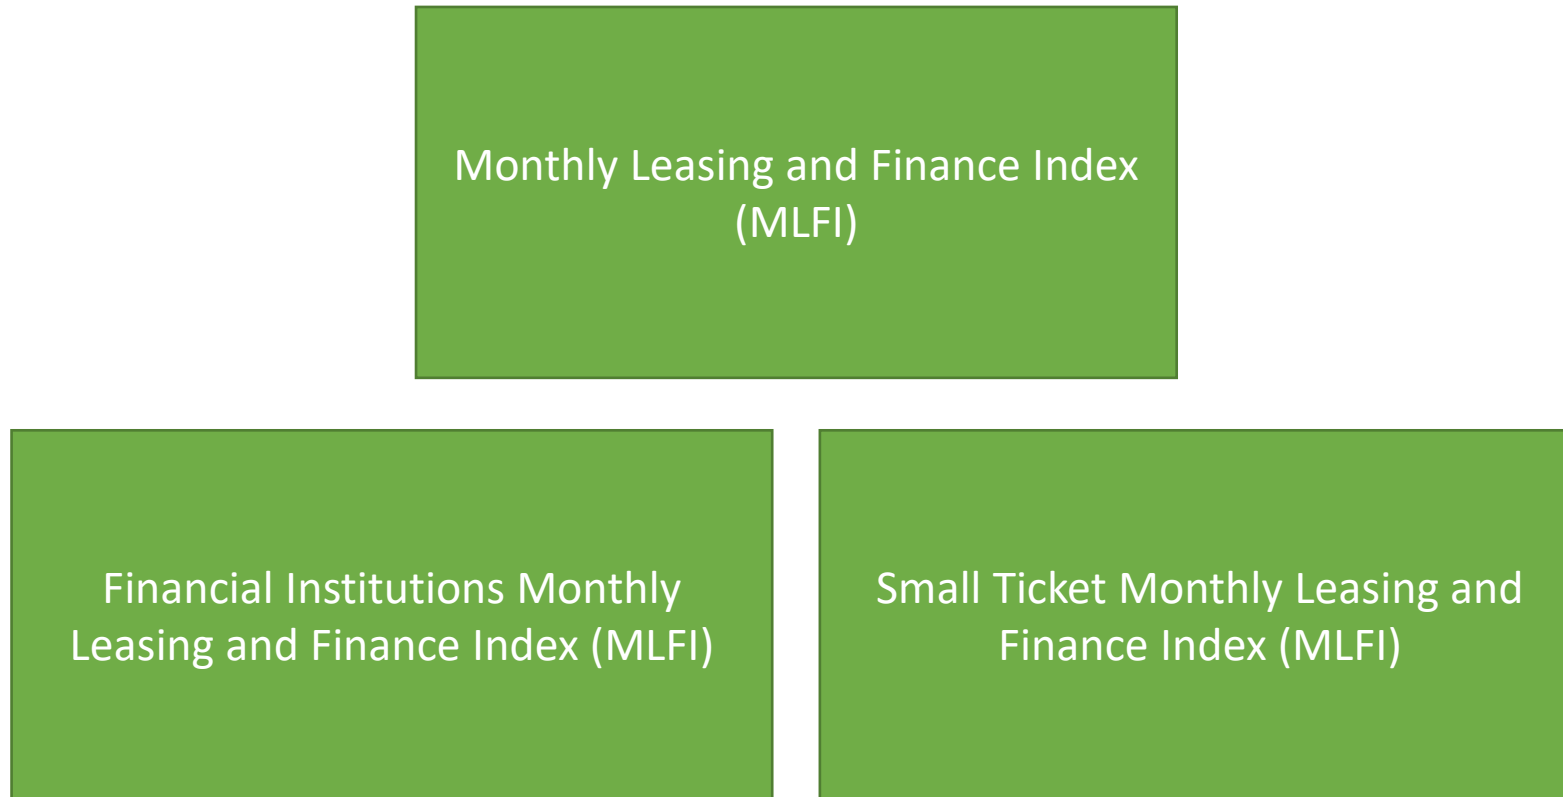 Monthly Leasing and Finance Index
(MLFI)
Financial Institutions Monthly
Leasing and Finance Index (MLFI)
Small Ticket Monthly Leasing and
Finance Index (MLFI)